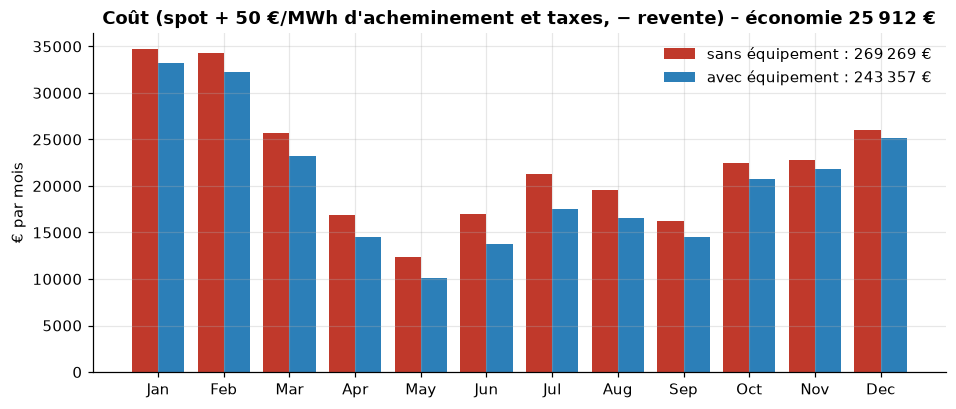 Coût (spot + 50 €/MWh d'acheminement et taxes, − revente) – économie 25 912 €
sans équipement : 269 269 €
avec équipement : 243 357 €
€ par mois
35000
30000
25000
20000
15000
10000
5000
0
Jan Feb Mar Apr May Jun Jul Aug Sep Oct Nov Dec